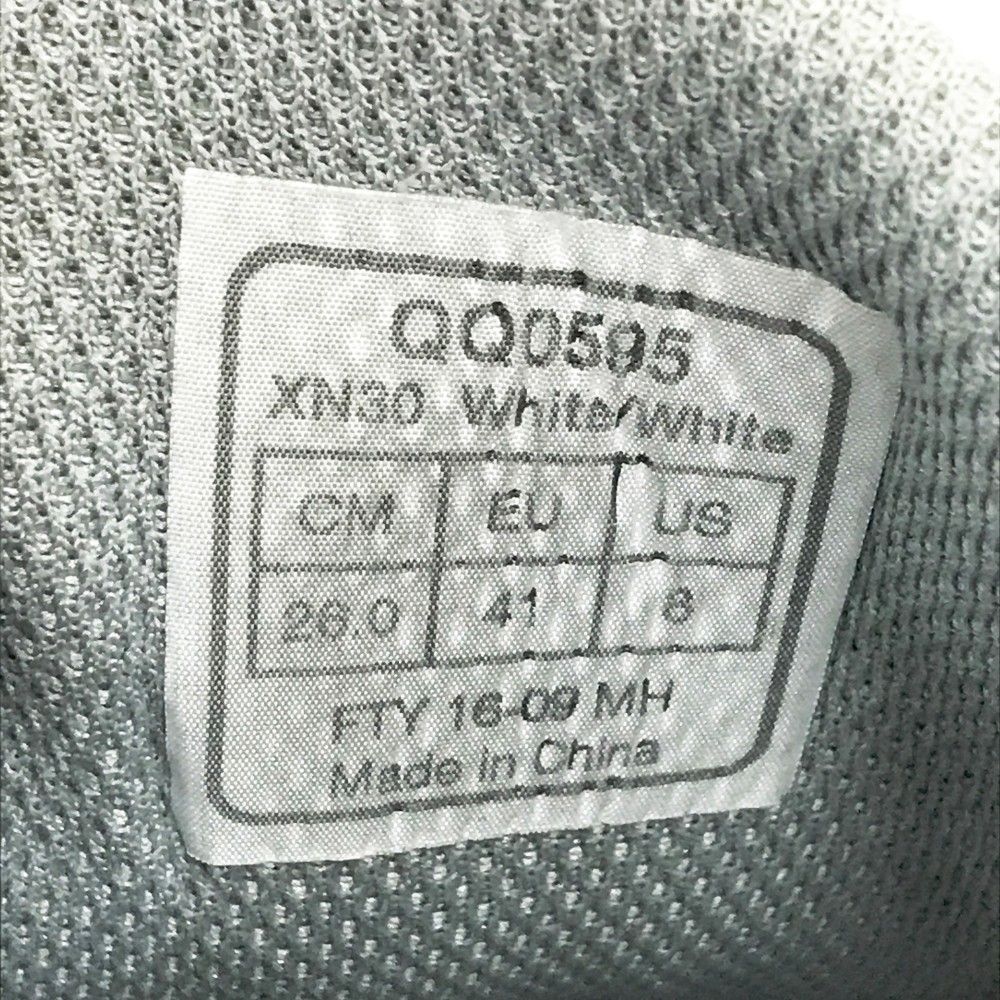 QQ0595
XN30 White/White
CM EU US
26.0 41 8
FTY 16-09 MH
Made In China